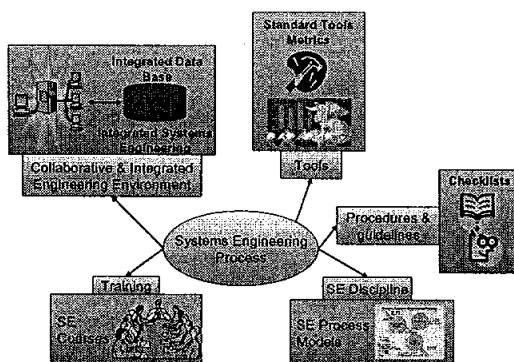 Integrated Data
Base
Integrated Systems
Engineering
Collaborative & Integrated
Engineering Environment
Standard Tools
Metrics
Tools
Checklists
Procedures &
guidelines
Systems Engineering
Process
Training
SE
Courses
SE Discipline
SE Process
Models